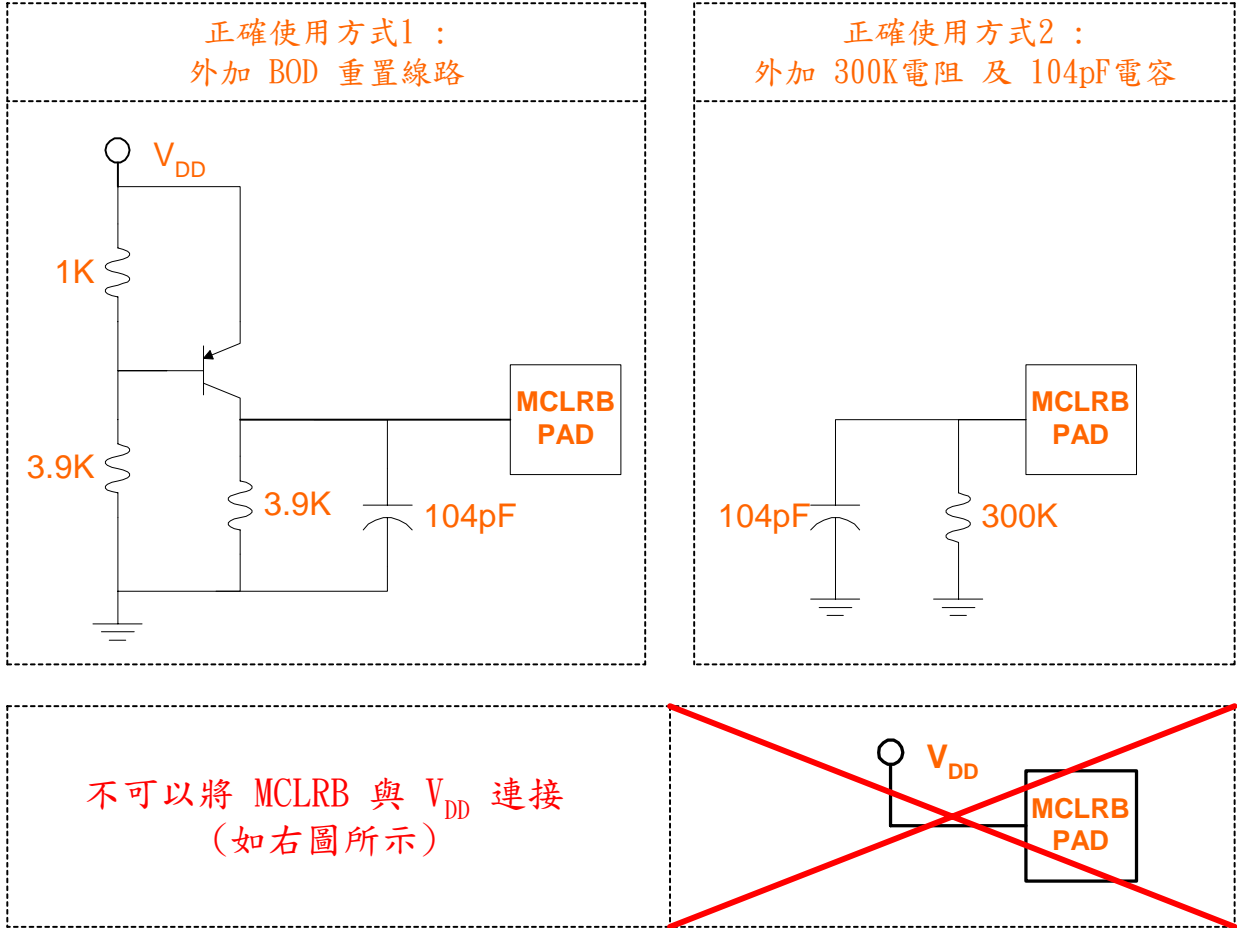 正確使用方式1 :
外加 BOD 重置線路
V_DD
1K
3.9K
3.9K
104pF
MCLRB
PAD
正確使用方式2 :
外加 300K電阻 及 104pF電容
MCLRB
PAD
104pF
300K
不可以將 MCLRB 與 V_DD 連接
(如右圖所示)
V_DD
MCLRB
PAD